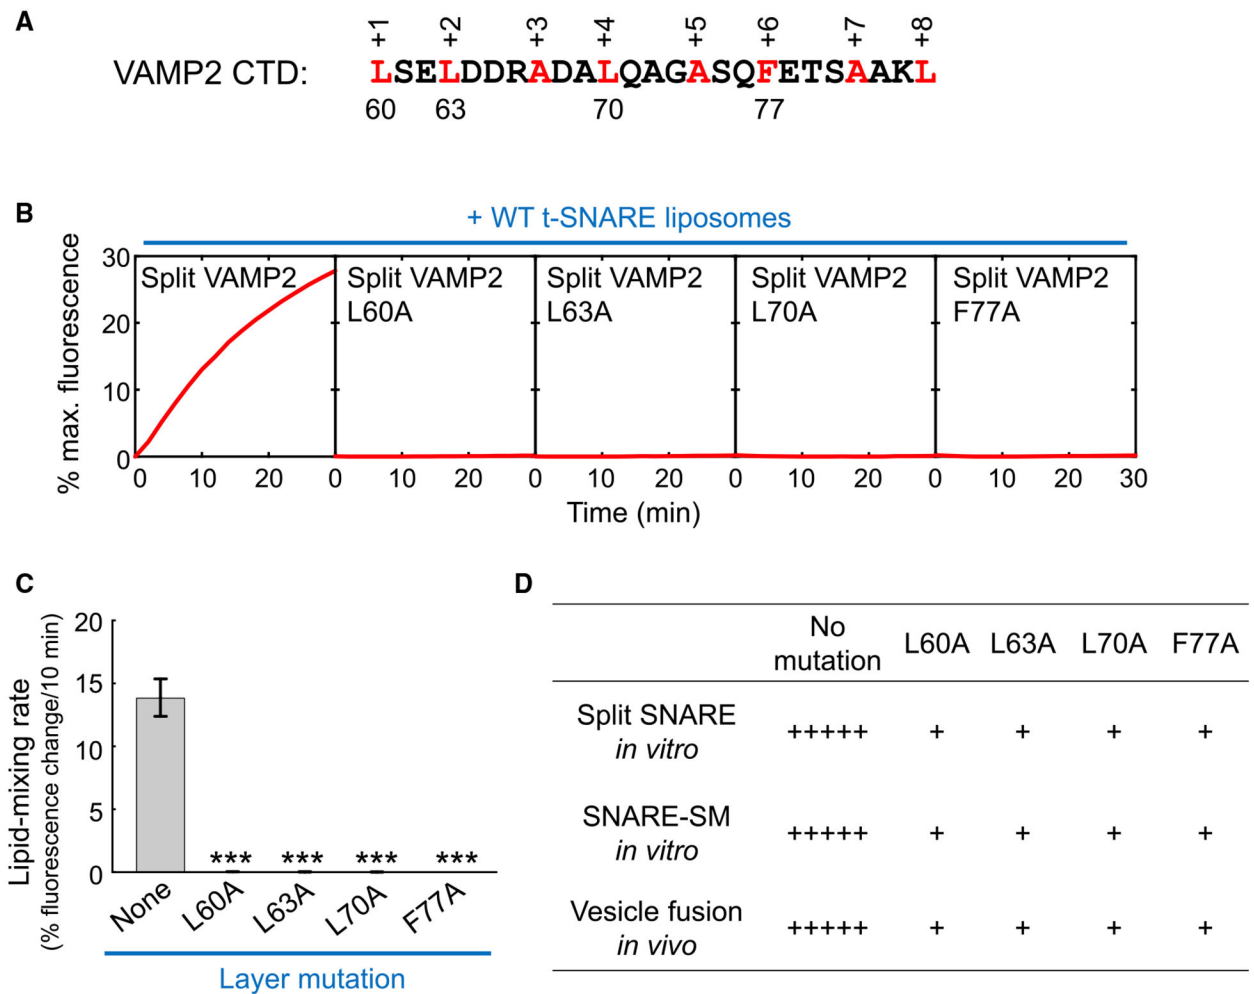 A
+1 +2 +3 +4 +5 +6 +7 +8
VAMP2 CTD: LSELDDRADALQAGASQFETSAAKL
60 63 70 77
B
+ WT t-SNARE liposomes
% max. fluorescence
30
20
10
0
Split VAMP2
Split VAMP2
L60A
Split VAMP2
L63A
Split VAMP2
L70A
Split VAMP2
F77A
0 10 20 0 10 20 0 10 20 0 10 20 0 10 20 30
Time (min)
C
Lipid-mixing rate
(% fluorescence change/10 min)
20
15
10
5
0
*** *** *** ***
None L60A L63A L70A F77A
Layer mutation
D
No
mutation
L60A L63A L70A F77A
Split SNARE
in vitro
+++++ + + + +
SNARE-SM
in vitro
+++++ + + + +
Vesicle fusion
in vivo
+++++ + + + +